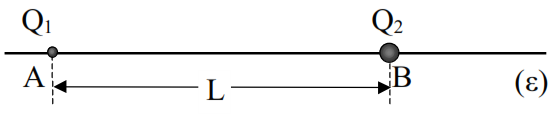 Q₁ Q₂
A L B (ε)